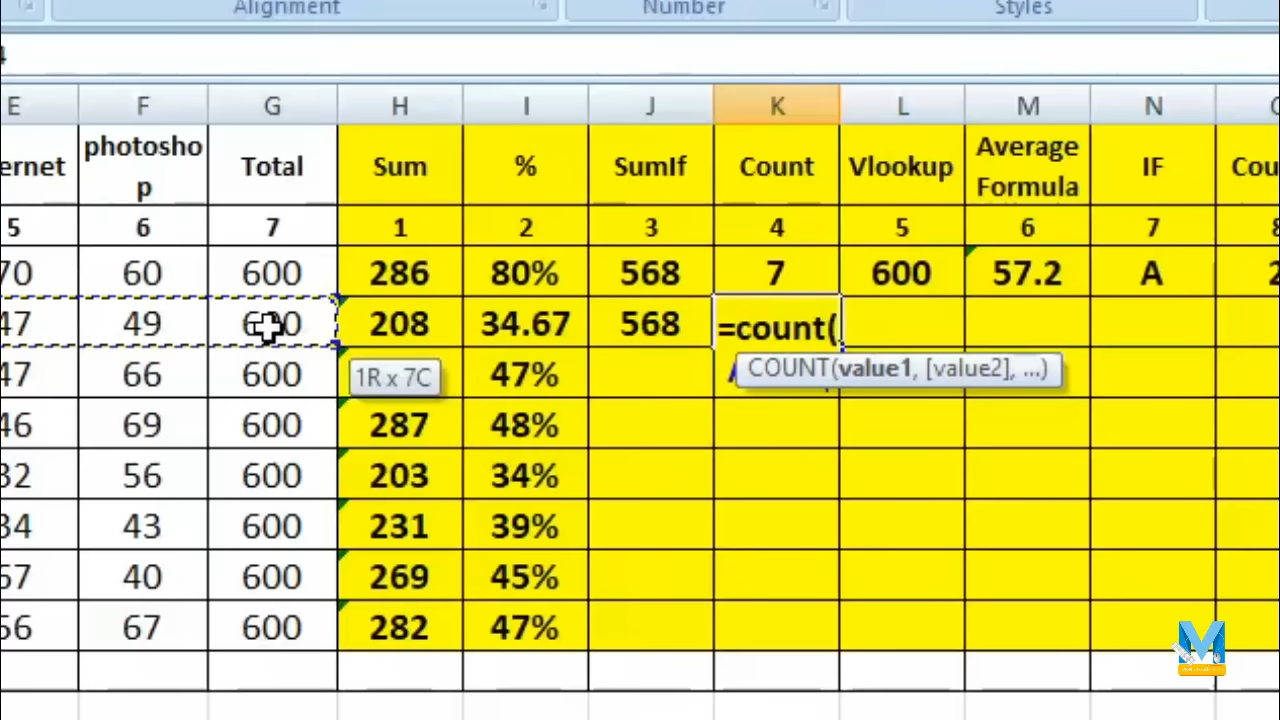 Alignment Number Styles
E F G H I J K L M N
ernet photosho
p Total Sum % SumIf Count Vlookup Average
Formula IF Cou
5 6 7 1 2 3 4 5 6 7 8
70 60 600 286 80% 568 7 600 57.2 A 2
47 49 600 208 34.67 568 =count(
47 66 600 1R x 7C 47% COUNT(value1, [value2], ...)
46 69 600 287 48%
32 56 600 203 34%
34 43 600 231 39%
57 40 600 269 45%
56 67 600 282 47%